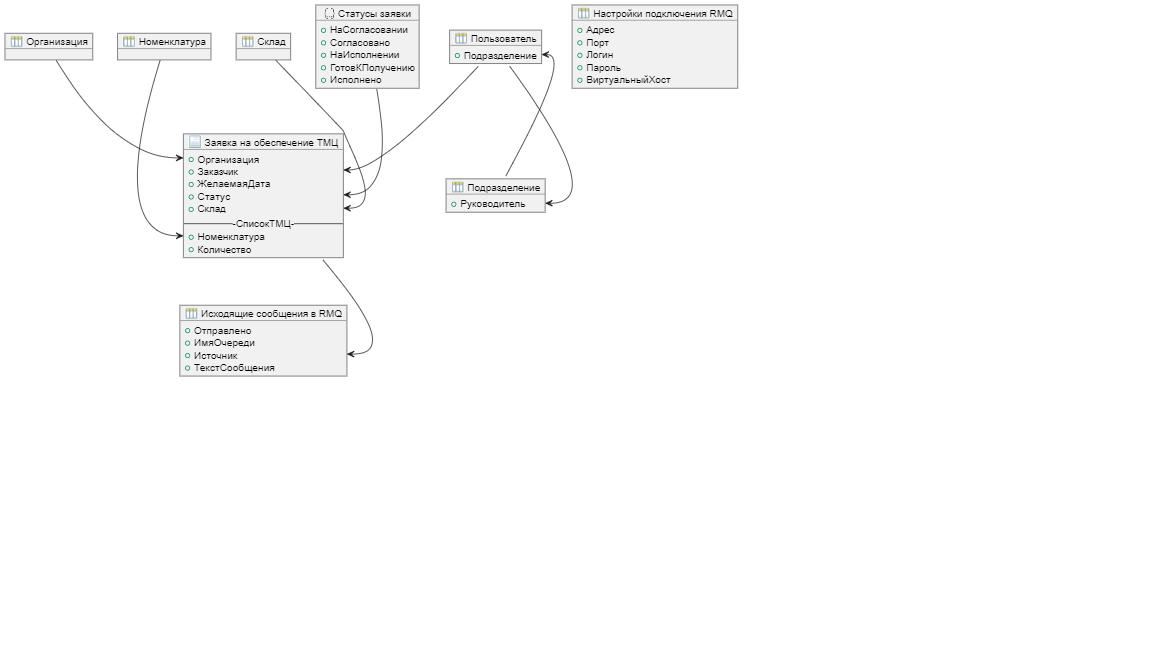 Организация
Номенклатура
Склад
Статусы заявки
НаСогласовании
Согласовано
НаИсполнении
ГотовКПолучению
Исполнено
Пользователь
Подразделение
Настройки подключения RMQ
Адрес
Порт
Логин
Пароль
ВиртуальныйХост
Заявка на обеспечение ТМЦ
Организация
Заказчик
ЖелаемаяДата
Статус
Склад
-СписокТМЦ-
Номенклатура
Количество
Подразделение
Руководитель
Исходящие сообщения в RMQ
Отправлено
ИмяОчереди
Источник
ТекстСообщения